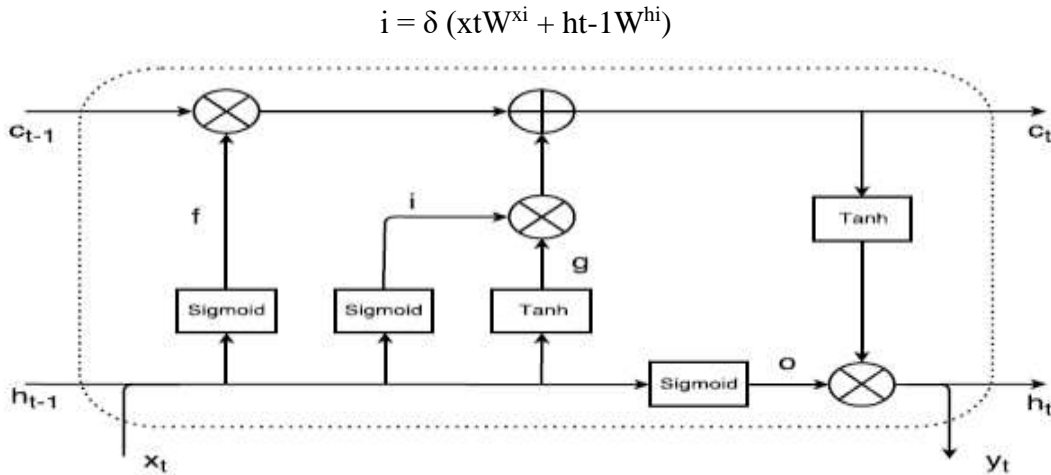 i = δ (xtWxi + ht-1Whi)
ct-1
ct
f
i
Tanh
g
Sigmoid
Sigmoid
Tanh
Sigmoid
o
ht-1
ht
xt
yt